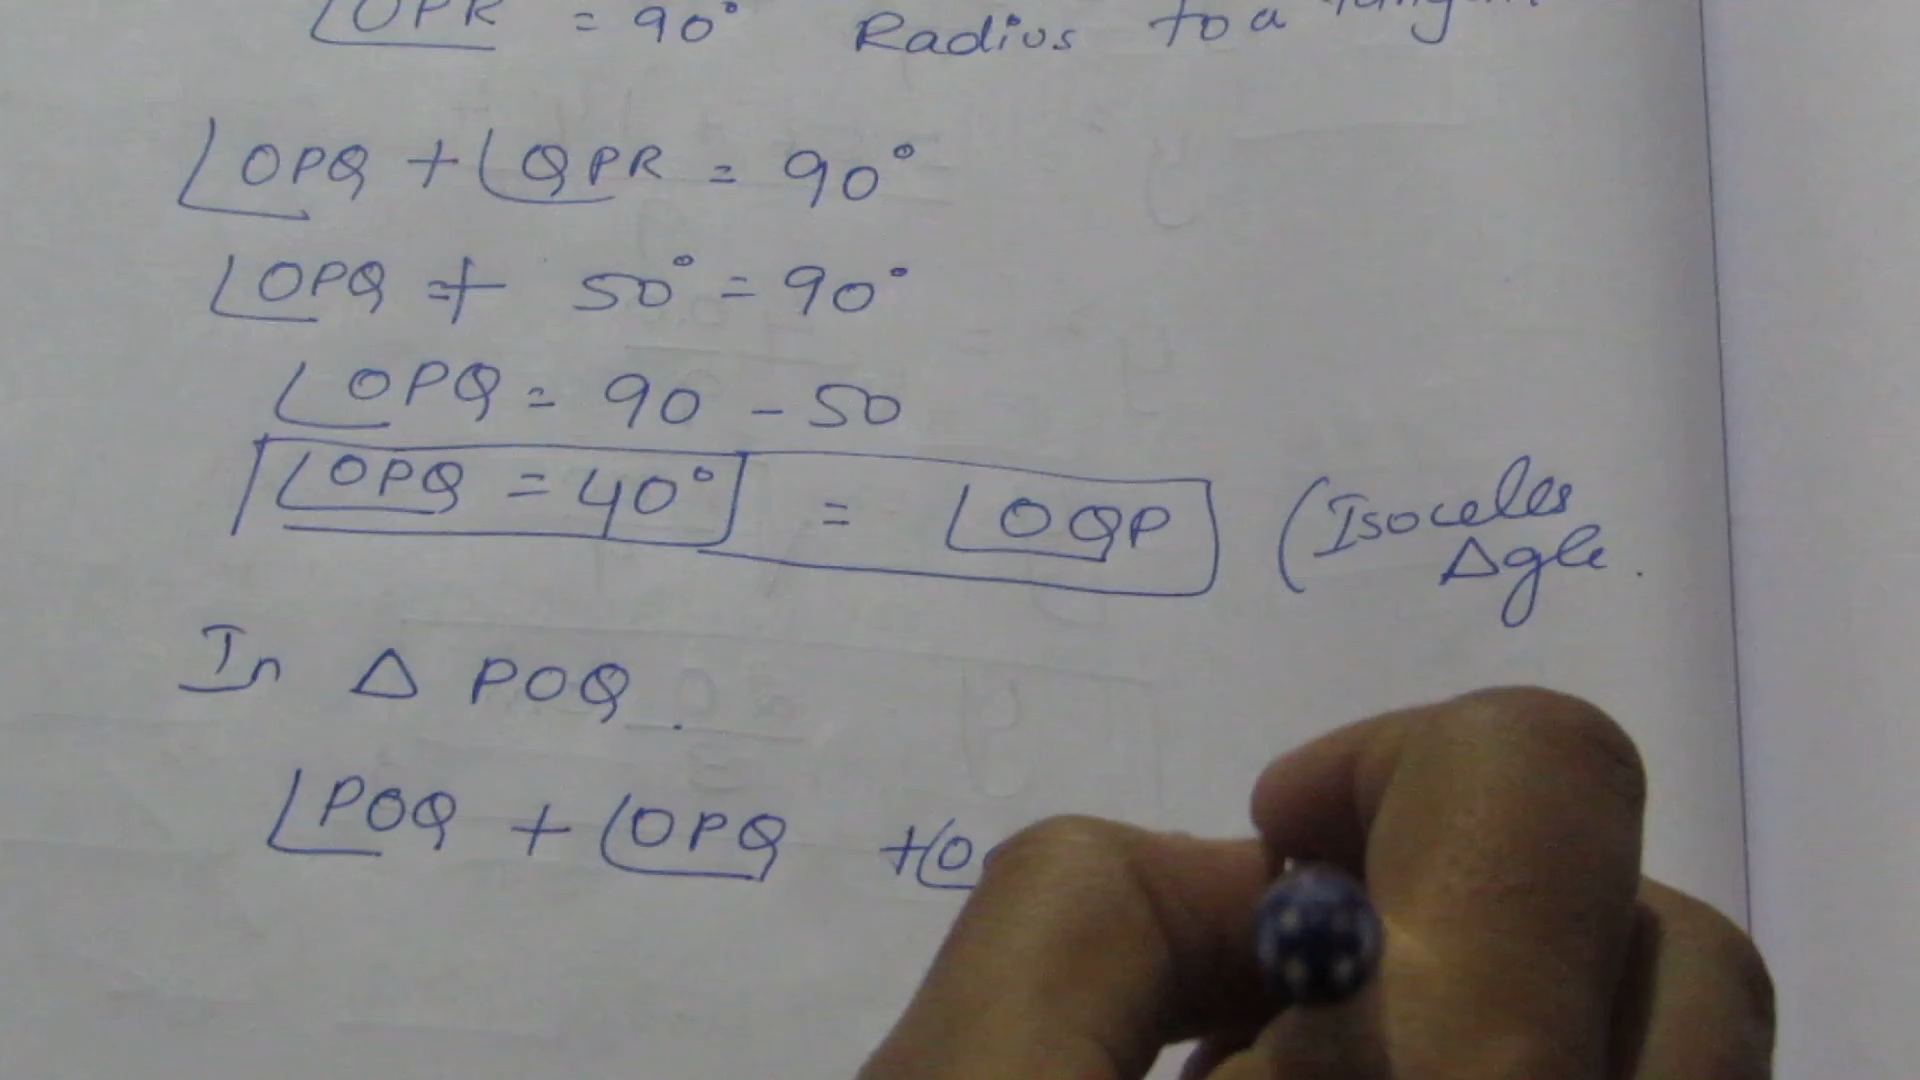 ∠OPR = 90° Radius to a
∠OPQ + ∠QPR = 90°
∠OPQ + 50° = 90°
∠OPQ = 90 - 50
∠OPQ = 40° = ∠OQP (Isoceles
Δgle.
In Δ POQ.
∠POQ + ∠OPQ + ∠O